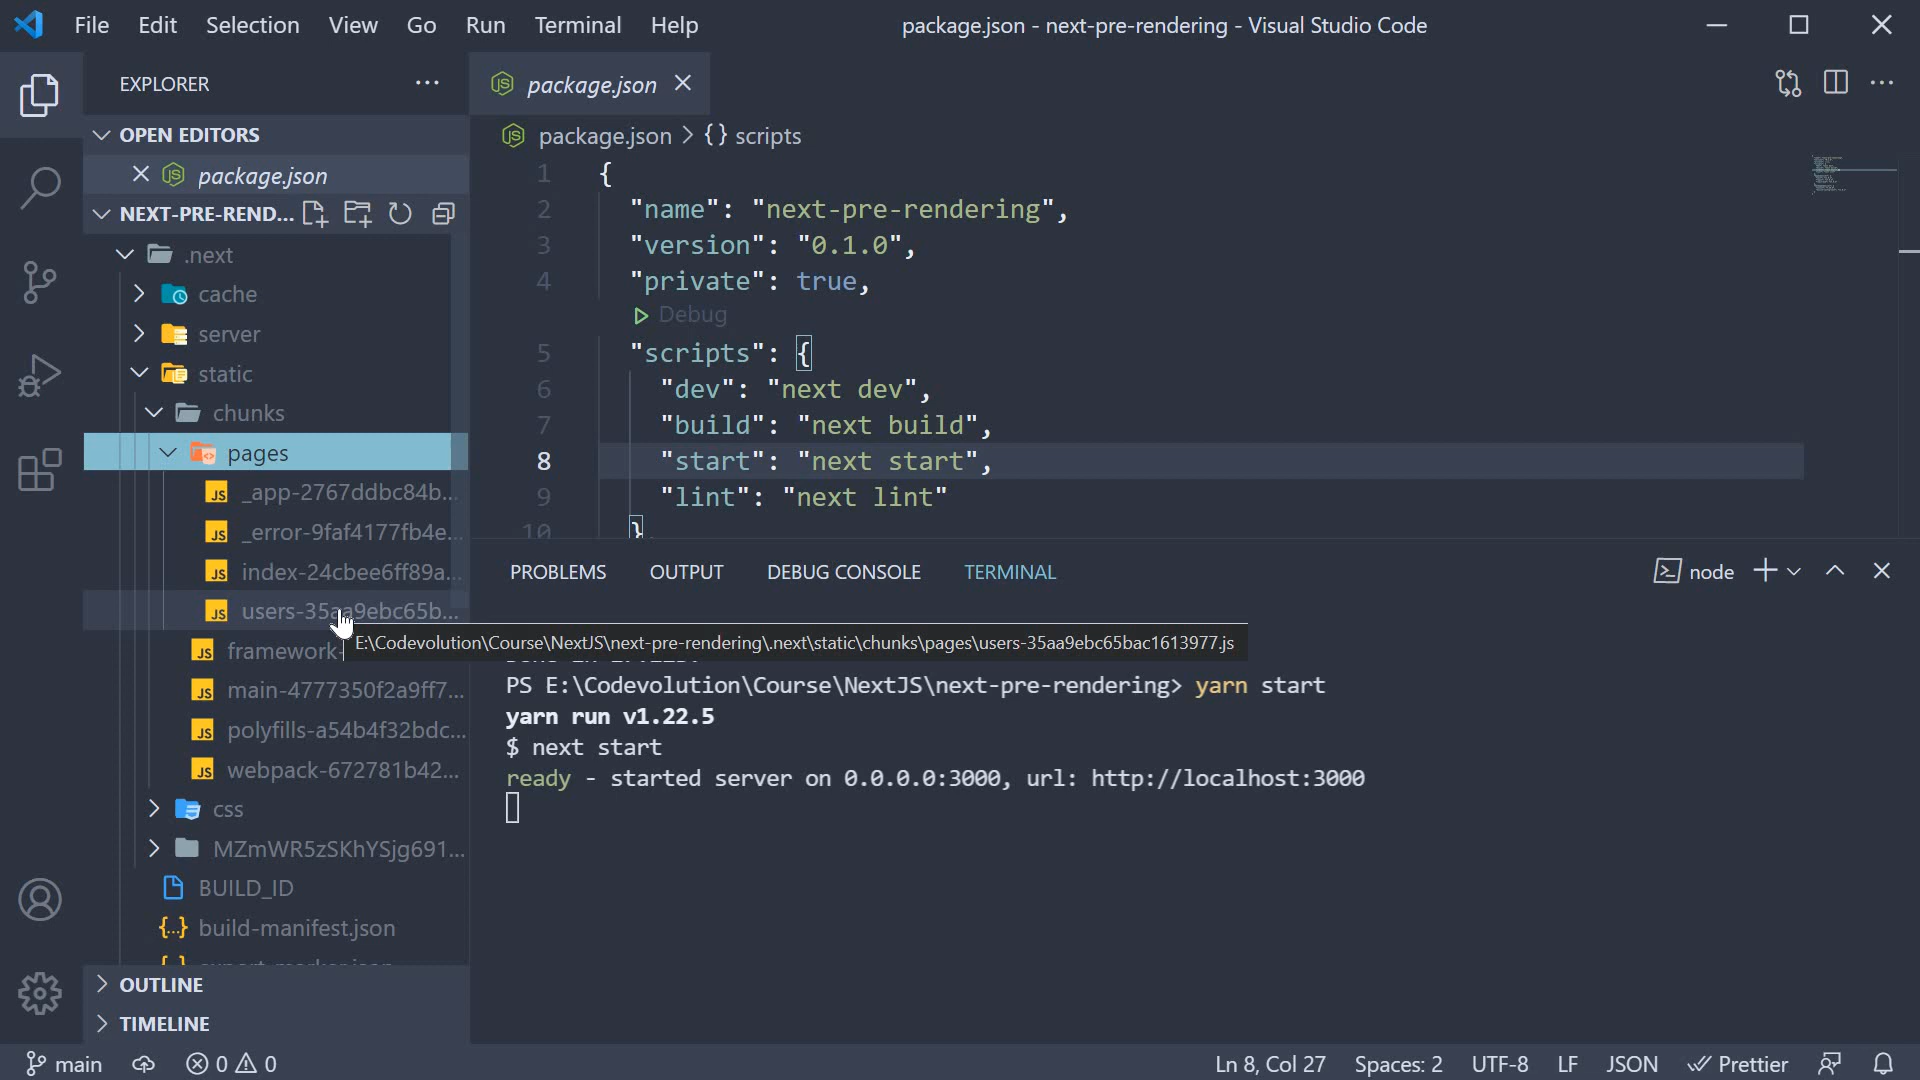 File Edit Selection View Go Run Terminal Help
package.json - next-pre-rendering - Visual Studio Code
EXPLORER
OPEN EDITORS
package.json
NEXT-PRE-REND...
.next
cache
server
static
chunks
pages
_app-2767ddbc84b...
_error-9faf4177fb4e...
index-24cbee6ff89a...
users-35aa9ebc65b...
framework-
main-4777350f2a9ff7...
polyfills-a54b4f32bdc...
webpack-672781b42...
css
MZmWR5zSKhYSjg691...
BUILD_ID
build-manifest.json
OUTLINE
TIMELINE
package.json
package.json > {} scripts
1 {
2 "name": "next-pre-rendering",
3 "version": "0.1.0",
4 "private": true,
Debug
5 "scripts": {
6 "dev": "next dev",
7 "build": "next build",
8 "start": "next start",
9 "lint": "next lint"
10 }
PROBLEMS OUTPUT DEBUG CONSOLE TERMINAL
node
E:\Codevolution\Course\NextJS\next-pre-rendering\.next\static\chunks\pages\users-35aa9ebc65bac1613977.js
PS E:\Codevolution\Course\NextJS\next-pre-rendering> yarn start
yarn run v1.22.5
$ next start
ready - started server on 0.0.0.0:3000, url: http://localhost:3000
main 0 0
Ln 8, Col 27 Spaces: 2 UTF-8 LF JSON Prettier